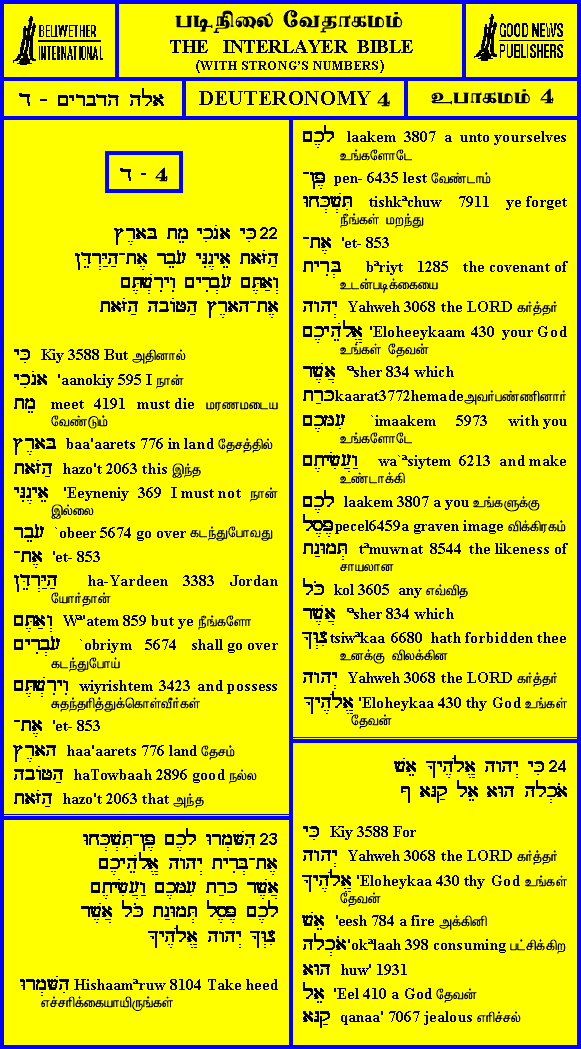 BELLWETHER
INTERNATIONAL
படிநிலை வேதாகமம்
THE INTERLAYER BIBLE
(WITH STRONG'S NUMBERS)
GOOD NEWS
PUBLISHERS
אלה הדברים - ד
DEUTERONOMY 4
உபாகமம் 4
ד - 4
22 כִּי אָנֹכִי מֵת בָּאָרֶץ
הַזֹּאת אֵינֶנִּי עֹבֵר אֶת־הַיַּרְדֵּן
וְאַתֶּם עֹבְרִים וִירִשְׁתֶּם
אֶת־הָאָרֶץ הַטּוֹבָה הַזֹּאת
כִּי Kiy 3588 But அதினால்
אָנֹכִי 'aanokiy 595 I நான்
מֵת meet 4191 must die மரணமடைய
வேண்டும்
בָּאָרֶץ baa'aarets 776 in land தேசத்தில்
הַזֹּאת hazo't 2063 this இந்த
אֵינֶנִּי 'Eeyneniy 369 I must not நான்
இல்லை
עֹבֵר `obeer 5674 go over கடந்துபோவது
אֶת־ 'et- 853
הַיַּרְדֵּן ha-Yardeen 3383 Jordan
யோர்தான்
וְאַתֶּם Wª'atem 859 but ye நீங்களோ
עֹבְרִים `obriym 5674 shall go over
கடந்துபோய்
וִירִשְׁתֶּם wiyrishtem 3423 and possess
சுதந்தரித்துக்கொள்வீர்கள்
אֶת־ 'et- 853
הָאָרֶץ haa'aarets 776 land தேசம்
הַטּוֹבָה haTowbaah 2896 good நல்ல
הַזֹּאת hazo't 2063 that அந்த
23 הִשָּׁמְרוּ לָכֶם פֶּן־תִּשְׁכְּחוּ
אֶת־בְּרִית יְהוָה אֱלֹהֵיכֶם
אֲשֶׁר כָּרַת עִמָּכֶם וַעֲשִׂיתֶם
לָכֶם פֶּסֶל תְּמוּנַת כֹּל אֲשֶׁר
צִוְּךָ יְהוָה אֱלֹהֶיךָ
הִשָּׁמְרוּ Hishaamªruw 8104 Take heed
எச்சரிக்கையாயிருங்கள்
לָכֶם laakem 3807 a unto yourselves
உங்களோடே
פֶּן־ pen- 6435 lest வேண்டாம்
תִּשְׁכְּחוּ tishkªchuw 7911 ye forget
நீங்கள் மறந்து
אֶת־ 'et- 853
בְּרִית bªriyt 1285 the covenant of
உடன்படிக்கையை
יְהוָה Yahweh 3068 the LORD கர்த்தர்
אֱלֹהֵיכֶם 'Eloheeykaam 430 your God
உங்கள் தேவன்
אֲשֶׁר ªsher 834 which
כָּרַת kaarat3772hemade அவர்பண்ணினார்
עִמָּכֶם `imaakem 5973 with you
உங்களோடே
וַעֲשִׂיתֶם wa`ªsiytem 6213 and make
உண்டாக்கி
לָכֶם laakem 3807 a you உங்களுக்கு
פֶּסֶל pecel6459a graven image விக்கிரகம்
תְּמוּנַת tªmuwnat 8544 the likeness of
சாயலான
כֹּל kol 3605 any எவ்வித
אֲשֶׁר ªsher 834 which
צִוְּךָ tsiwªkaa 6680 hath forbidden thee
உனக்கு விலக்கின
יְהוָה Yahweh 3068 the LORD கர்த்தர்
אֱלֹהֶיךָ 'Eloheykaa 430 thy God உங்கள்
தேவன்
24 כִּי יְהוָה אֱלֹהֶיךָ אֵשׁ
אֹכְלָה הוּא אֵל קַנָּא ף
כִּי Kiy 3588 For
יְהוָה Yahweh 3068 the LORD கர்த்தர்
אֱלֹהֶיךָ 'Eloheykaa 430 thy God உங்கள்
தேவன்
אֵשׁ 'eesh 784 a fire அக்கினி
אֹכְלָה 'okªlaah 398 consuming பட்சிக்கிற
הוּא huw' 1931
אֵל 'Eel 410 a God தேவன்
קַנָּא qanaa' 7067 jealous எரிச்சல்